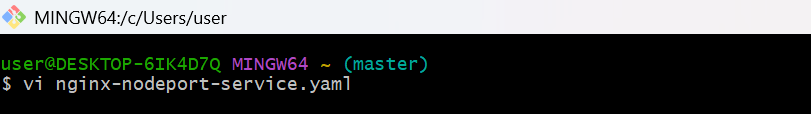 MINGW64:/c/Users/user
user@DESKTOP-6IK4D7Q MINGW64 ~ (master)
$ vi nginx-nodeport-service.yaml